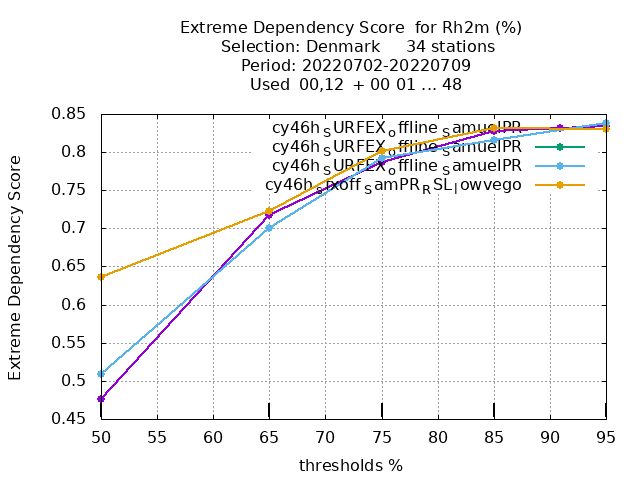 Extreme Dependency Score for Rh2m (%)
Selection: Denmark 34 stations
Period: 20220702-20220709
Used 00,12 + 00 01 ... 48
Extreme Dependency Score
0.85
0.8
0.75
0.7
0.65
0.6
0.55
0.5
0.45
cy46h_SURFEX_offline_SamuelPR
cy46h_SURFEX_offline_SamuelPR
cy46h_SURFEX_offline_SamuelPR
cy46h_sfxoff_SamPR_RSL_lowvego
50 55 60 65 70 75 80 85 90 95
thresholds %